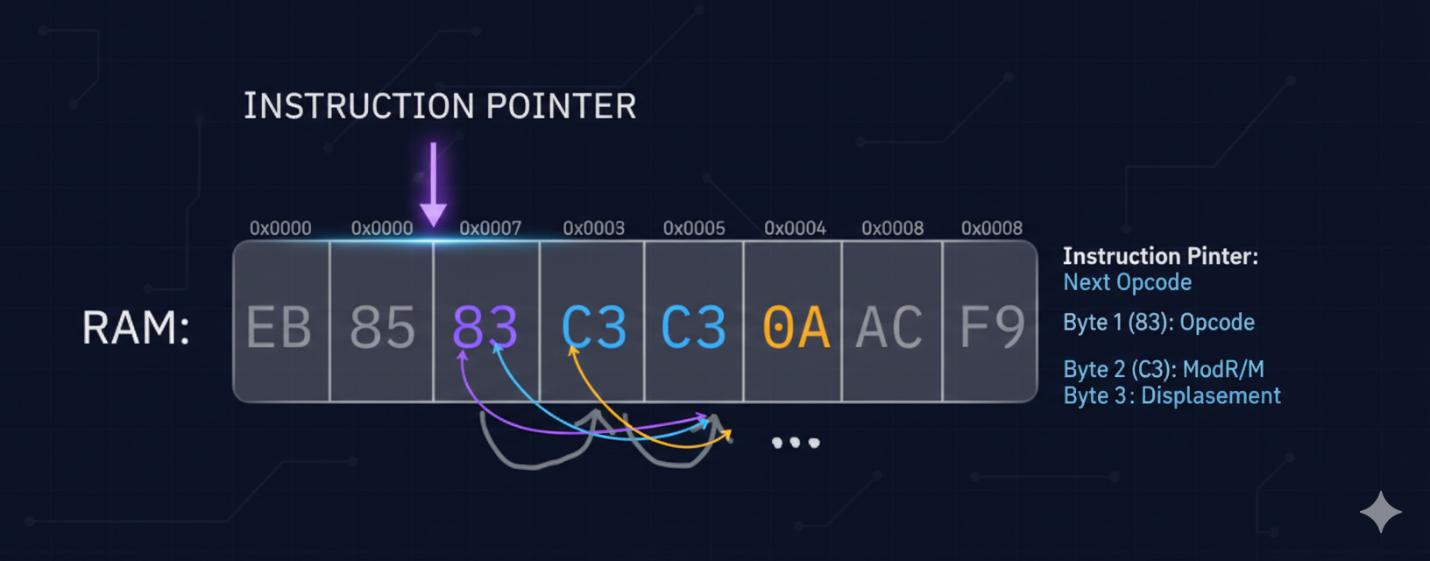 INSTRUCTION POINTER
0x0000 0x0000 0x0007 0x0003 0x0005 0x0004 0x0008 0x0008
RAM: EB 85 83 C3 C3 0A AC F9
...
Instruction Pinter:
Next Opcode
Byte 1 (83): Opcode
Byte 2 (C3): ModR/M
Byte 3 : Displasement